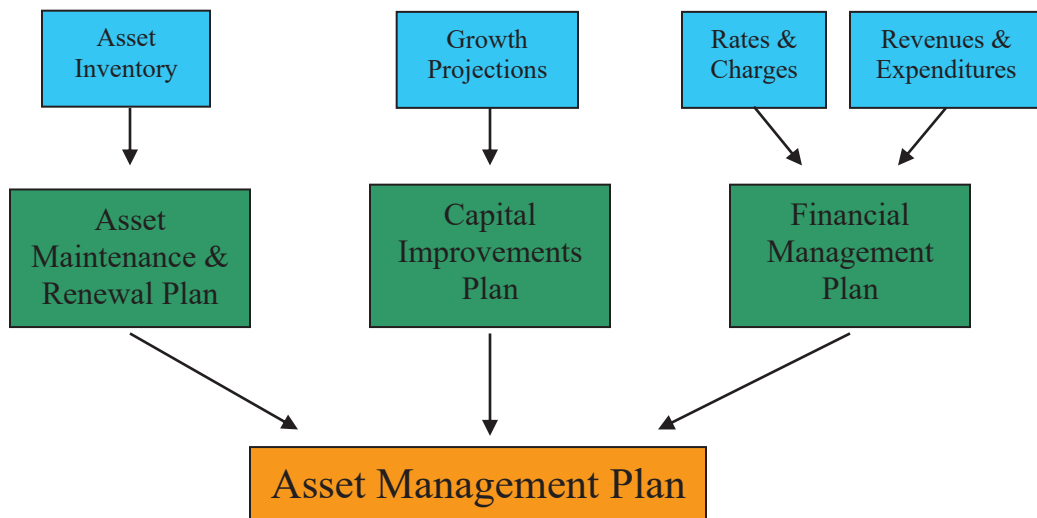 Asset
Inventory
Growth
Projections
Rates &
Charges
Revenues &
Expenditures
Asset
Maintenance &
Renewal Plan
Capital
Improvements
Plan
Financial
Management
Plan
Asset Management Plan